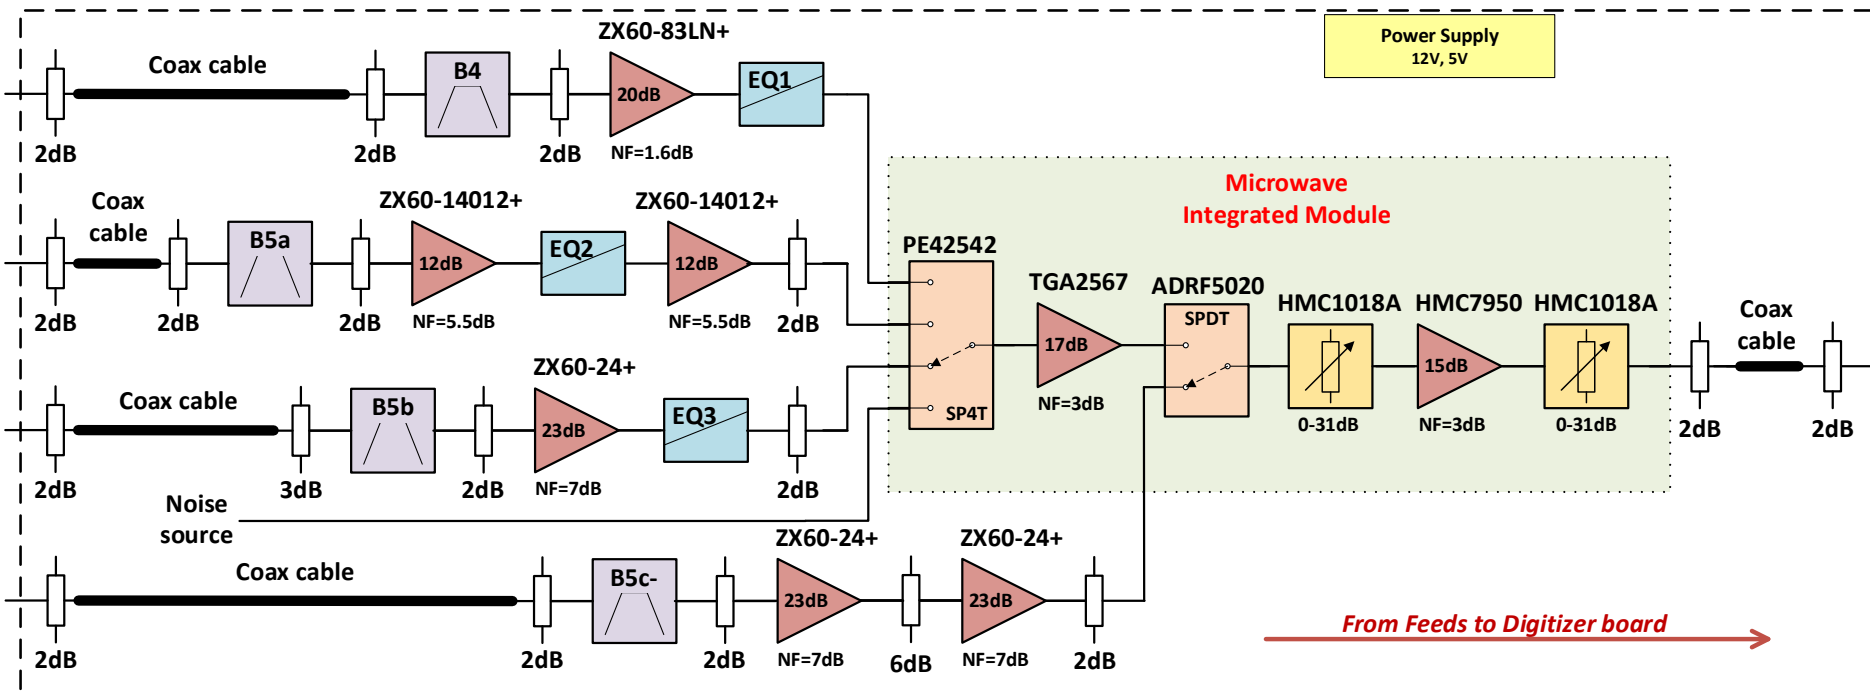 ZX60-83LN+
Power Supply
12V, 5V
Coax cable
B4
20dB
EQ1
2dB
2dB
2dB
NF=1.6dB
Coax
cable
ZX60-14012+
ZX60-14012+
B5a
12dB
EQ2
12dB
2dB
2dB
2dB
NF=5.5dB
NF=5.5dB
2dB
Microwave
Integrated Module
PE42542
SP4T
TGA2567
17dB
NF=3dB
ADRF5020
SPDT
HMC1018A
0-31dB
HMC7950
15dB
NF=3dB
HMC1018A
0-31dB
Coax
cable
2dB
2dB
ZX60-24+
Coax cable
B5b
23dB
EQ3
2dB
3dB
2dB
NF=7dB
2dB
Noise
source
ZX60-24+
ZX60-24+
Coax cable
B5c-
23dB
23dB
2dB
2dB
2dB
NF=7dB
6dB
NF=7dB
2dB
From Feeds to Digitizer board